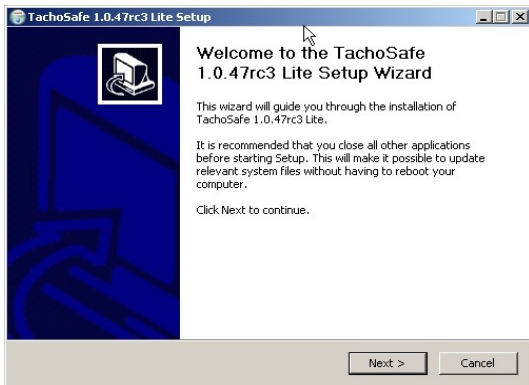 TachoSafe 1.0.47rc3 Lite Setup
Welcome to the TachoSafe
1.0.47rc3 Lite Setup Wizard
This wizard will guide you through the installation of
TachoSafe 1.0.47rc3 Lite.
It is recommended that you close all other applications
before starting Setup. This will make it possible to update
relevant system files without having to reboot your
computer.
Click Next to continue.
Next >
Cancel